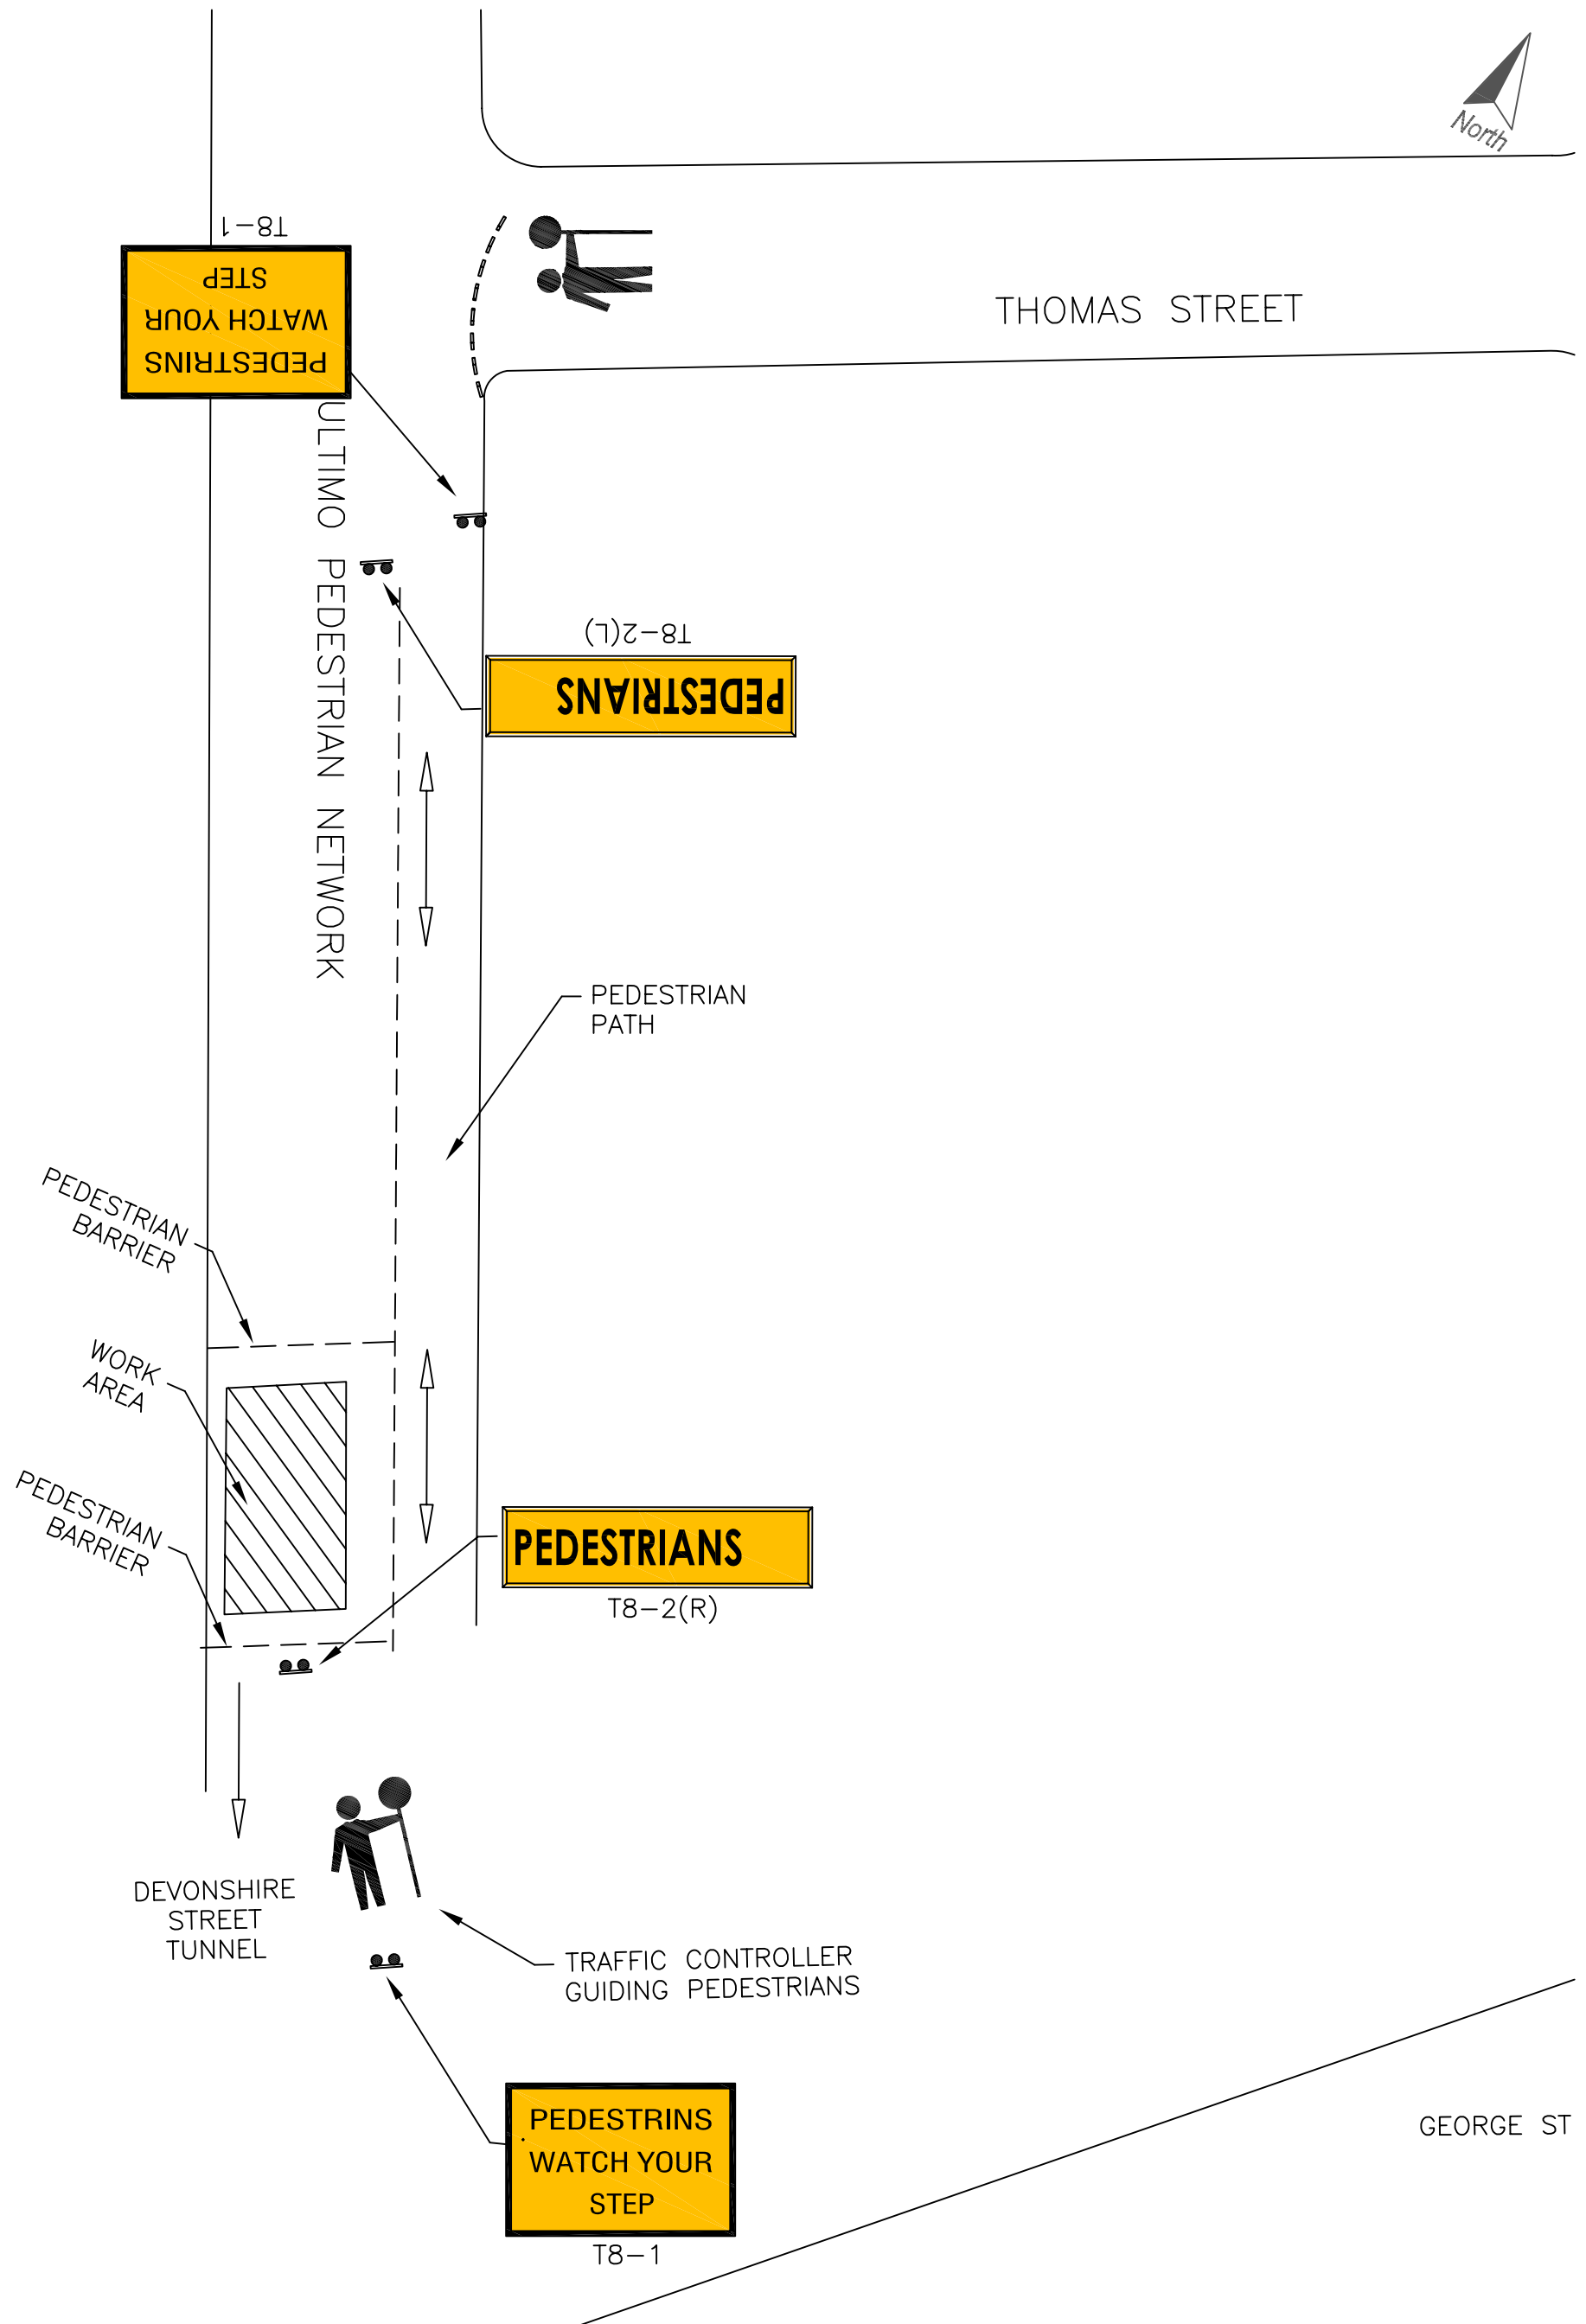 North
T8-1
PEDESTRINS
WATCH YOUR
STEP
THOMAS STREET
ULTIMO PEDESTRIAN NETWORK
T8-2(L)
PEDESTRIANS
PEDESTRIAN
PATH
PEDESTRIAN
BARRIER
WORK
AREA
PEDESTRIAN
BARRIER
PEDESTRIANS
T8-2(R)
DEVONSHIRE
STREET
TUNNEL
TRAFFIC CONTROLLER
GUIDING PEDESTRIANS
PEDESTRINS
WATCH YOUR
STEP
T8-1
GEORGE ST